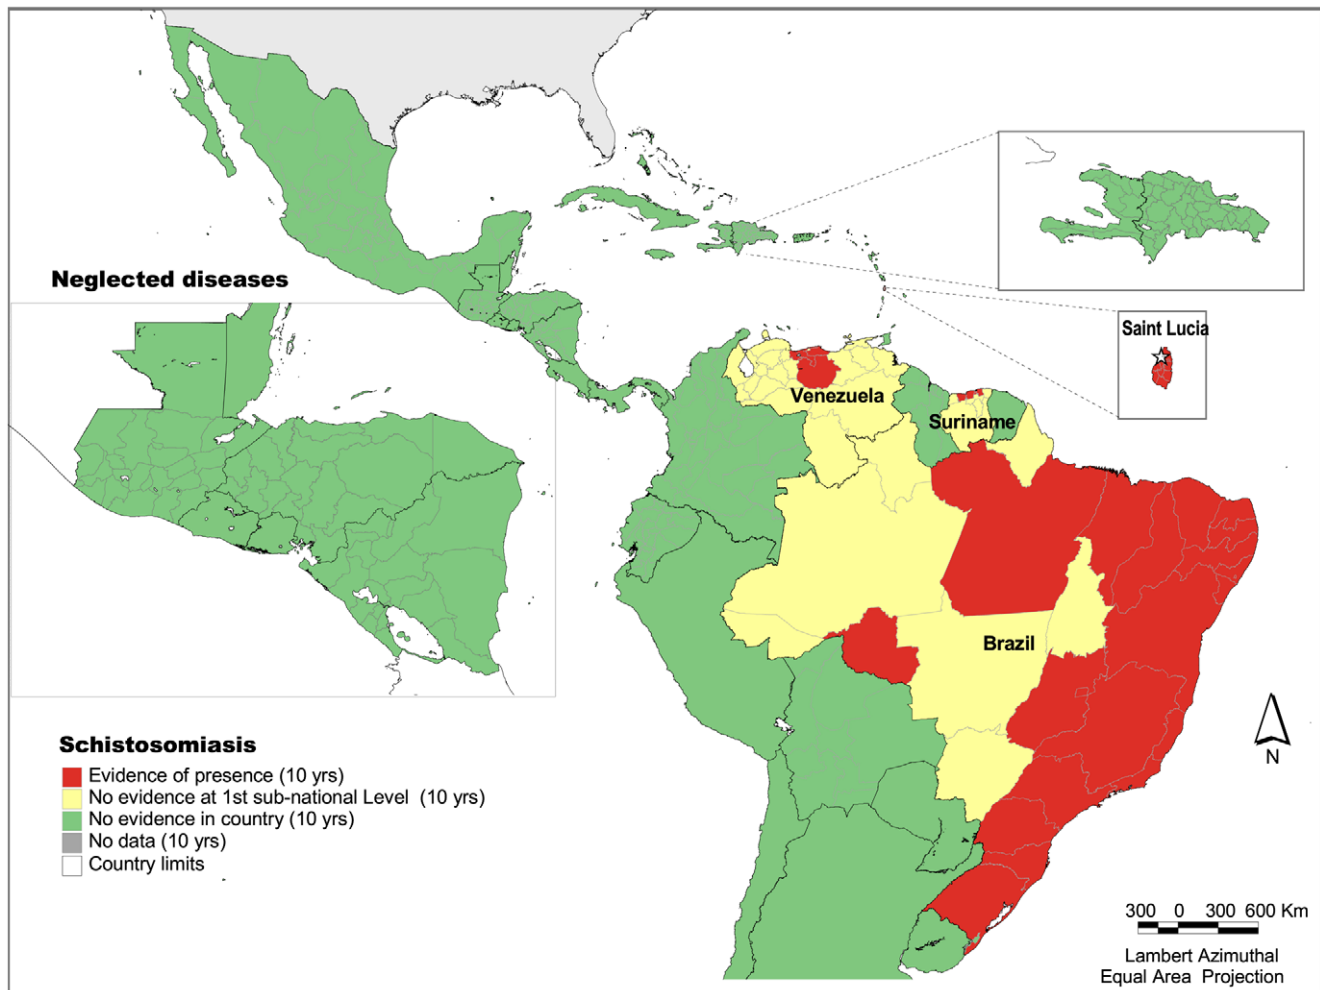 Neglected diseases
Saint Lucia
Venezuela
Suriname
Brazil
Schistosomiasis
Evidence of presence (10 yrs)
No evidence at 1st sub-national Level (10 yrs)
No evidence in country (10 yrs)
No data (10 yrs)
Country limits
N
300 0 300 600 Km
Lambert Azimuthal
Equal Area Projection